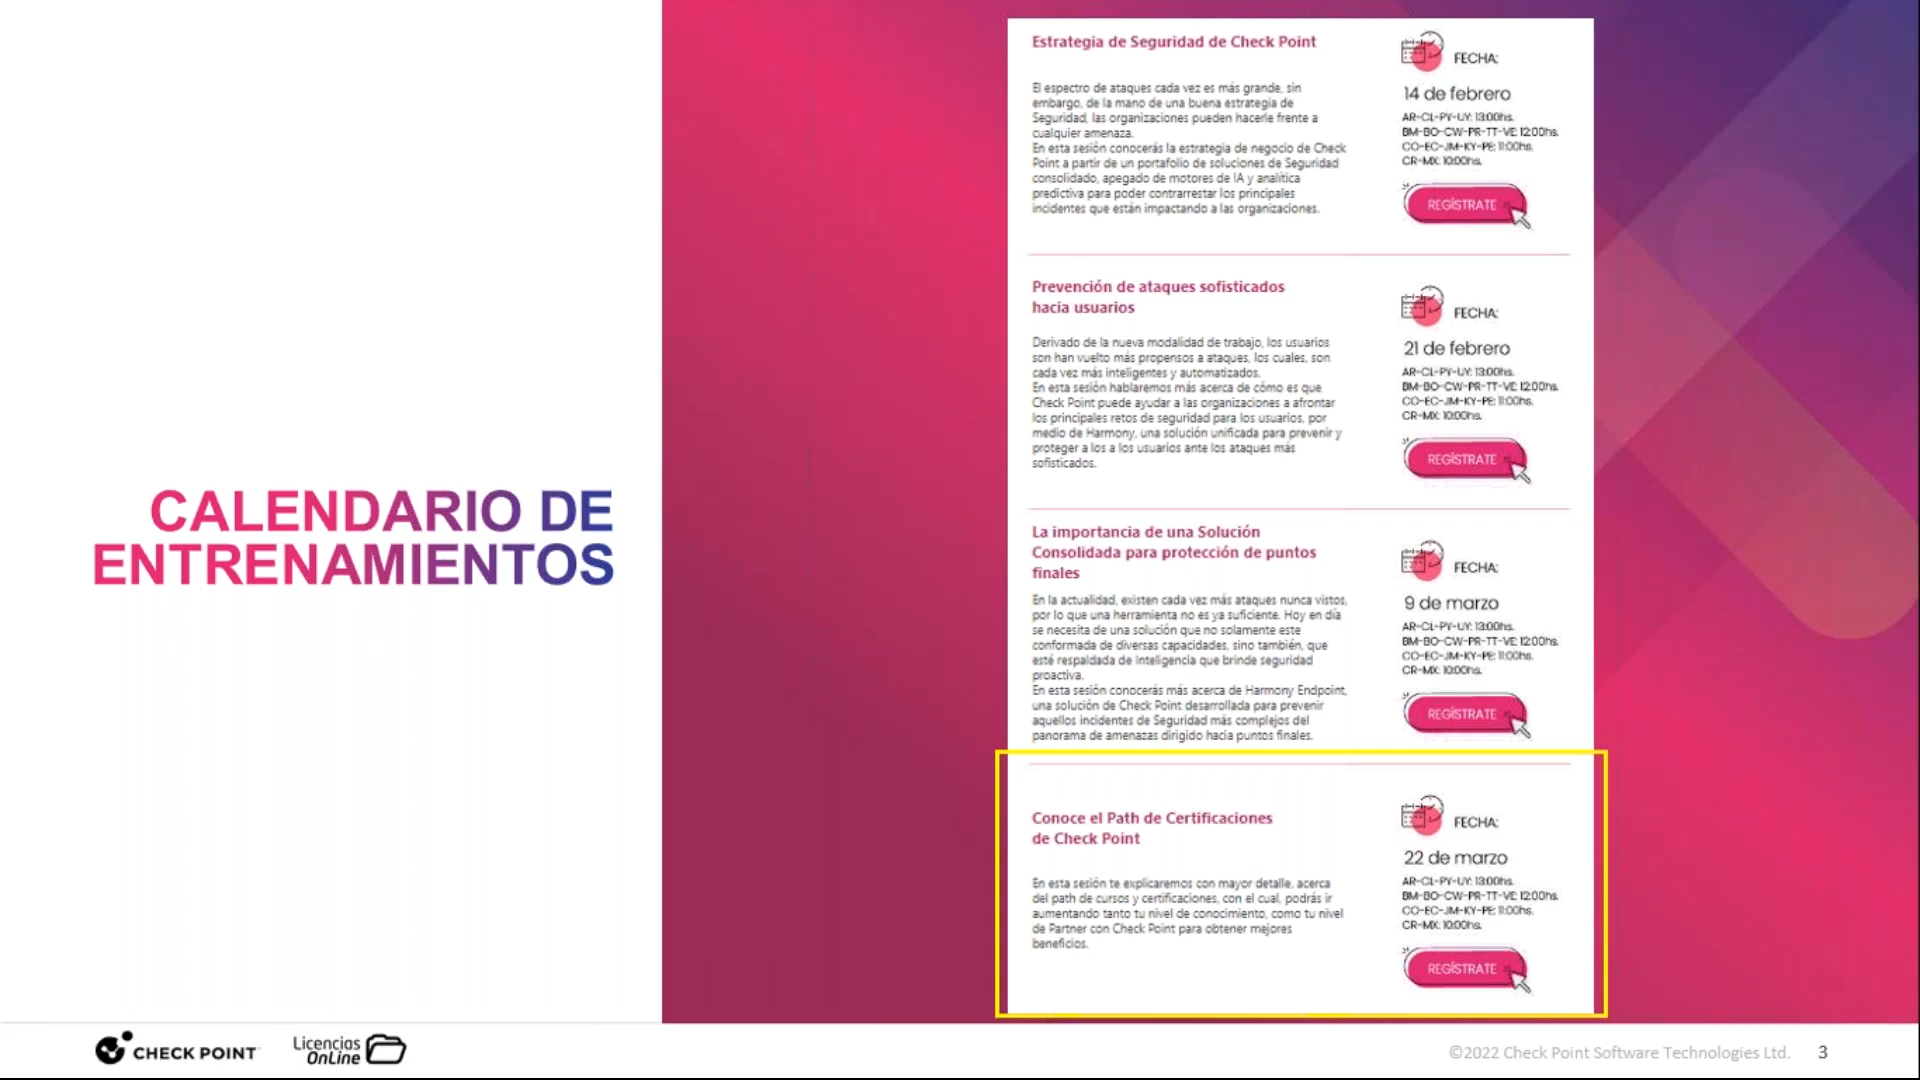 CALENDARIO DE
ENTRENAMIENTOS
Estrategia de Seguridad de Check Point
El espectro de ataques cada vez es más grande, sin
embargo, de la mano de una buena estrategia de
Seguridad, las organizaciones pueden hacerle frente a
cualquier amenaza.
En esta sesión conocerás la estrategia de negocio de Check
Point a partir de un portafolio de soluciones de Seguridad
consolidado, apegado de motores de IA y analítica
predictiva para poder contrarrestar los principales
incidentes que están impactando a las organizaciones.
FECHA:
14 de febrero
AR-CL-PY-UY: 13:00hs.
BM-BO-CW-PR-TT-VE: 12:00hs.
CO-EC-JM-KY-PE: 11:00hs.
CR-MX: 10:00hs.
REGÍSTRATE
Prevención de ataques sofisticados
hacia usuarios
Derivado de la nueva modalidad de trabajo, los usuarios
son han vuelto más propensos a ataques, los cuales, son
cada vez más inteligentes y automatizados.
En esta sesión hablaremos más acerca de cómo es que
Check Point puede ayudar a las organizaciones a afrontar
los principales retos de seguridad para los usuarios, por
medio de Harmony, una solución unificada para prevenir y
proteger a los a los usuarios ante los ataques más
sofisticados.
FECHA:
21 de febrero
AR-CL-PY-UY: 13:00hs.
BM-BO-CW-PR-TT-VE: 12:00hs.
CO-EC-JM-KY-PE: 11:00hs.
CR-MX: 10:00hs.
REGÍSTRATE
La importancia de una Solución
Consolidada para protección de puntos
finales
En la actualidad, existen cada vez más ataques nunca vistos,
por lo que una herramienta no es ya suficiente. Hoy en día
se necesita de una solución que no solamente este
conformada de diversas capacidades, sino también, que
esté respaldada de Inteligencia que brinde seguridad
proactiva.
En esta sesión conocerás más acerca de Harmony Endpoint,
una solución de Check Point desarrollada para prevenir
aquellos incidentes de Seguridad más complejos del
panorama de amenazas dirigido hacia puntos finales.
FECHA:
9 de marzo
AR-CL-PY-UY: 13:00hs.
BM-BO-CW-PR-TT-VE: 12:00hs.
CO-EC-JM-KY-PE: 11:00hs.
CR-MX: 10:00hs.
REGÍSTRATE
Conoce el Path de Certificaciones
de Check Point
En esta sesión te explicaremos con mayor detalle, acerca
del path de cursos y certificaciones, con el cual, podrás ir
aumentando tanto tu nivel de conocimiento, como tu nivel
de Partner con Check Point para obtener mejores
beneficios.
FECHA:
22 de marzo
AR-CL-PY-UY: 13:00hs.
BM-BO-CW-PR-TT-VE: 12:00hs.
CO-EC-JM-KY-PE: 11:00hs.
CR-MX: 10:00hs.
REGÍSTRATE
CHECK POINT
Licencias
OnLine
©2022 Check Point Software Technologies Ltd.
3